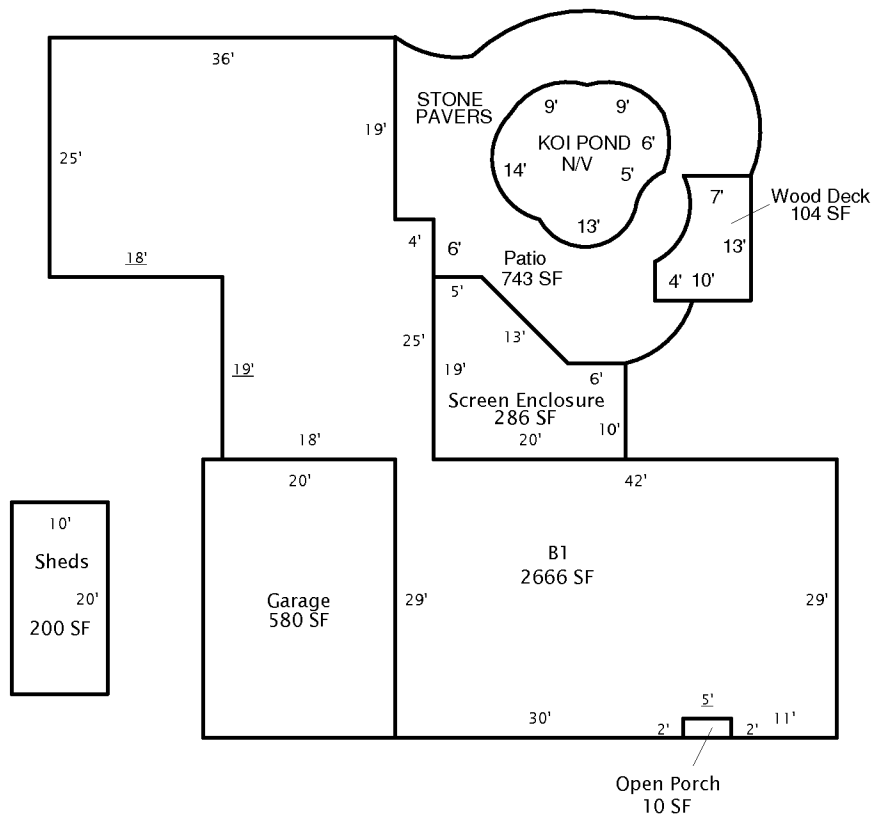 36'
STONE
PAVERS
9'
9'
19'
KOI POND
N/V
6'
25'
14'
5'
7'
Wood Deck
104 SF
13'
4'
6'
13'
18'
Patio
743 SF
4'
10'
5'
25'
13'
19'
19'
6'
Screen Enclosure
286 SF
18'
20'
10'
20'
42'
10'
B1
2666 SF
Sheds
20'
200 SF
Garage
580 SF
29'
29'
5'
30'
2'
2'
11'
Open Porch
10 SF